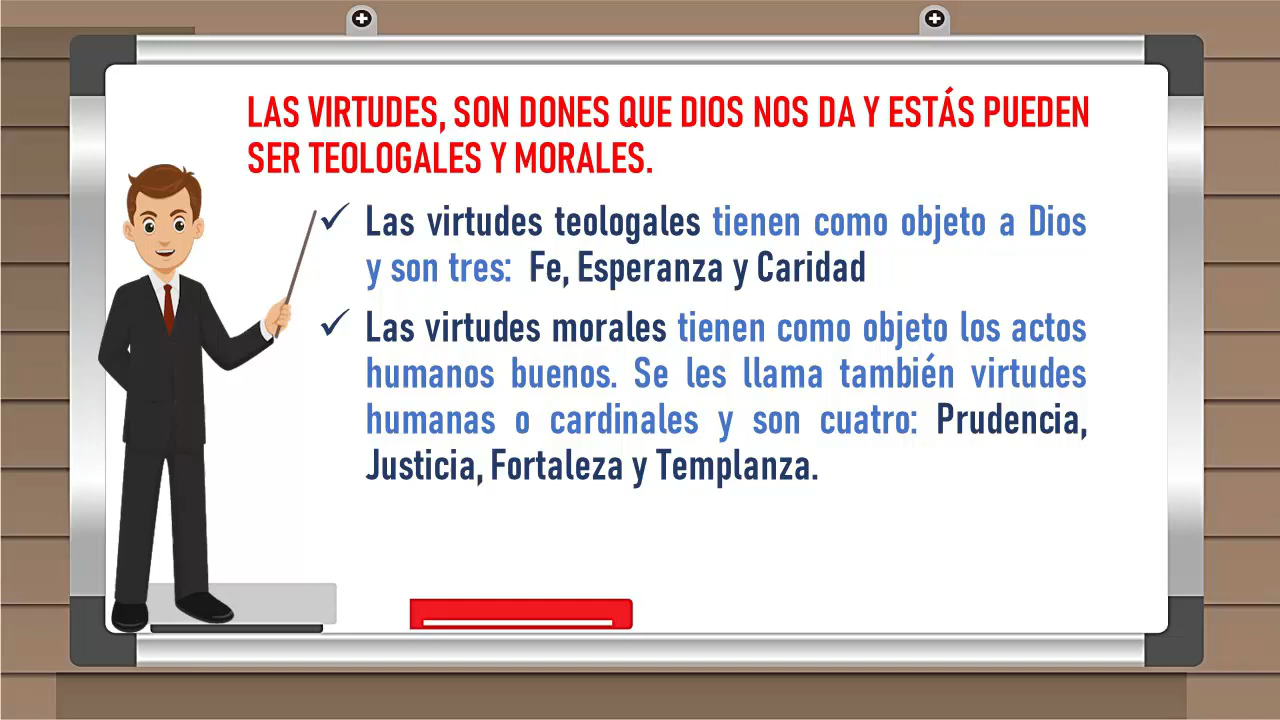 LAS VIRTUDES, SON DONES QUE DIOS NOS DA Y ESTÁS PUEDEN
SER TEOLOGALES Y MORALES.
Las virtudes teologales tienen como objeto a Dios
y son tres: Fe, Esperanza y Caridad
Las virtudes morales tienen como objeto los actos
humanos buenos. Se les llama también virtudes
humanas o cardinales y son cuatro: Prudencia,
Justicia, Fortaleza y Templanza.